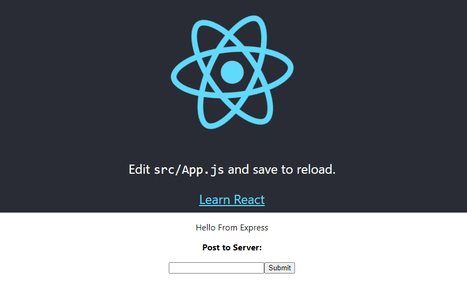 Edit src/App.js and save to reload.
Learn React
Hello From Express
Post to Server:
Submit